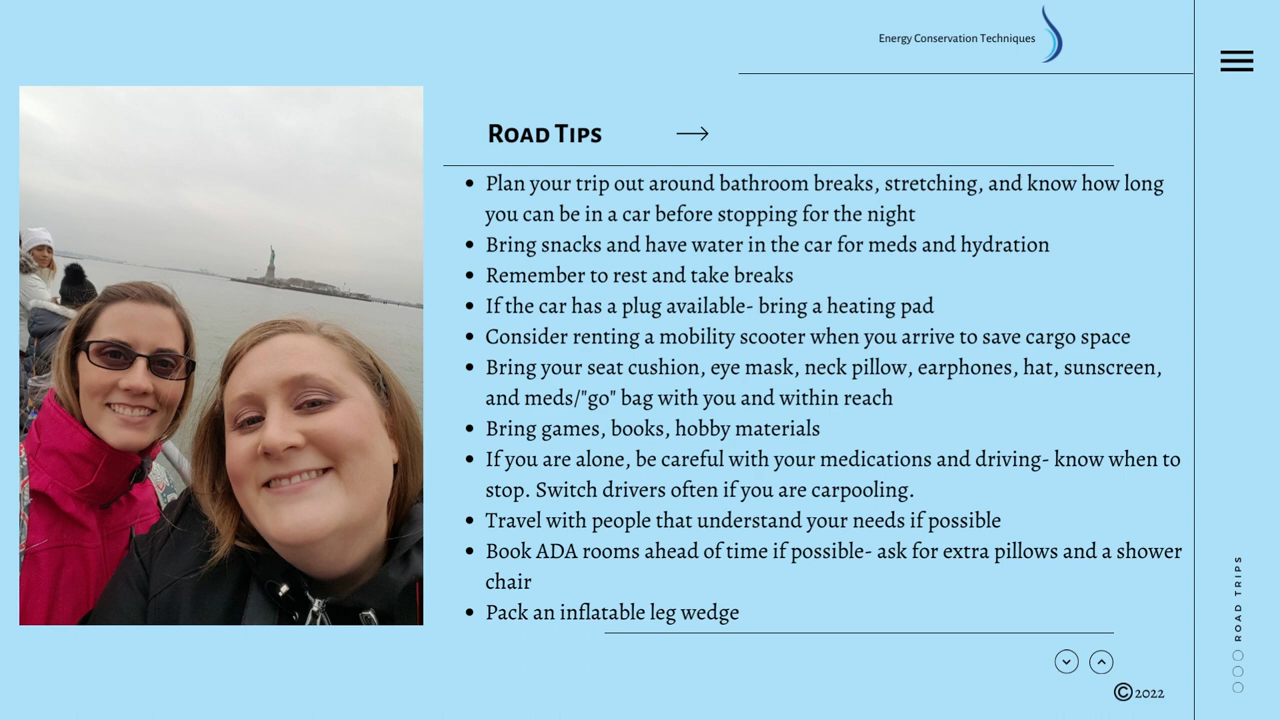 Energy Conservation Techniques
Road Tips
Plan your trip out around bathroom breaks, stretching, and know how long
you can be in a car before stopping for the night
Bring snacks and have water in the car for meds and hydration
Remember to rest and take breaks
If the car has a plug available- bring a heating pad
Consider renting a mobility scooter when you arrive to save cargo space
Bring your seat cushion, eye mask, neck pillow, earphones, hat, sunscreen,
and meds/"go" bag with you and within reach
Bring games, books, hobby materials
If you are alone, be careful with your medications and driving- know when to
stop. Switch drivers often if you are carpooling.
Travel with people that understand your needs if possible
Book ADA rooms ahead of time if possible- ask for extra pillows and a shower
chair
Pack an inflatable leg wedge
© 2022
ROAD TRIPS